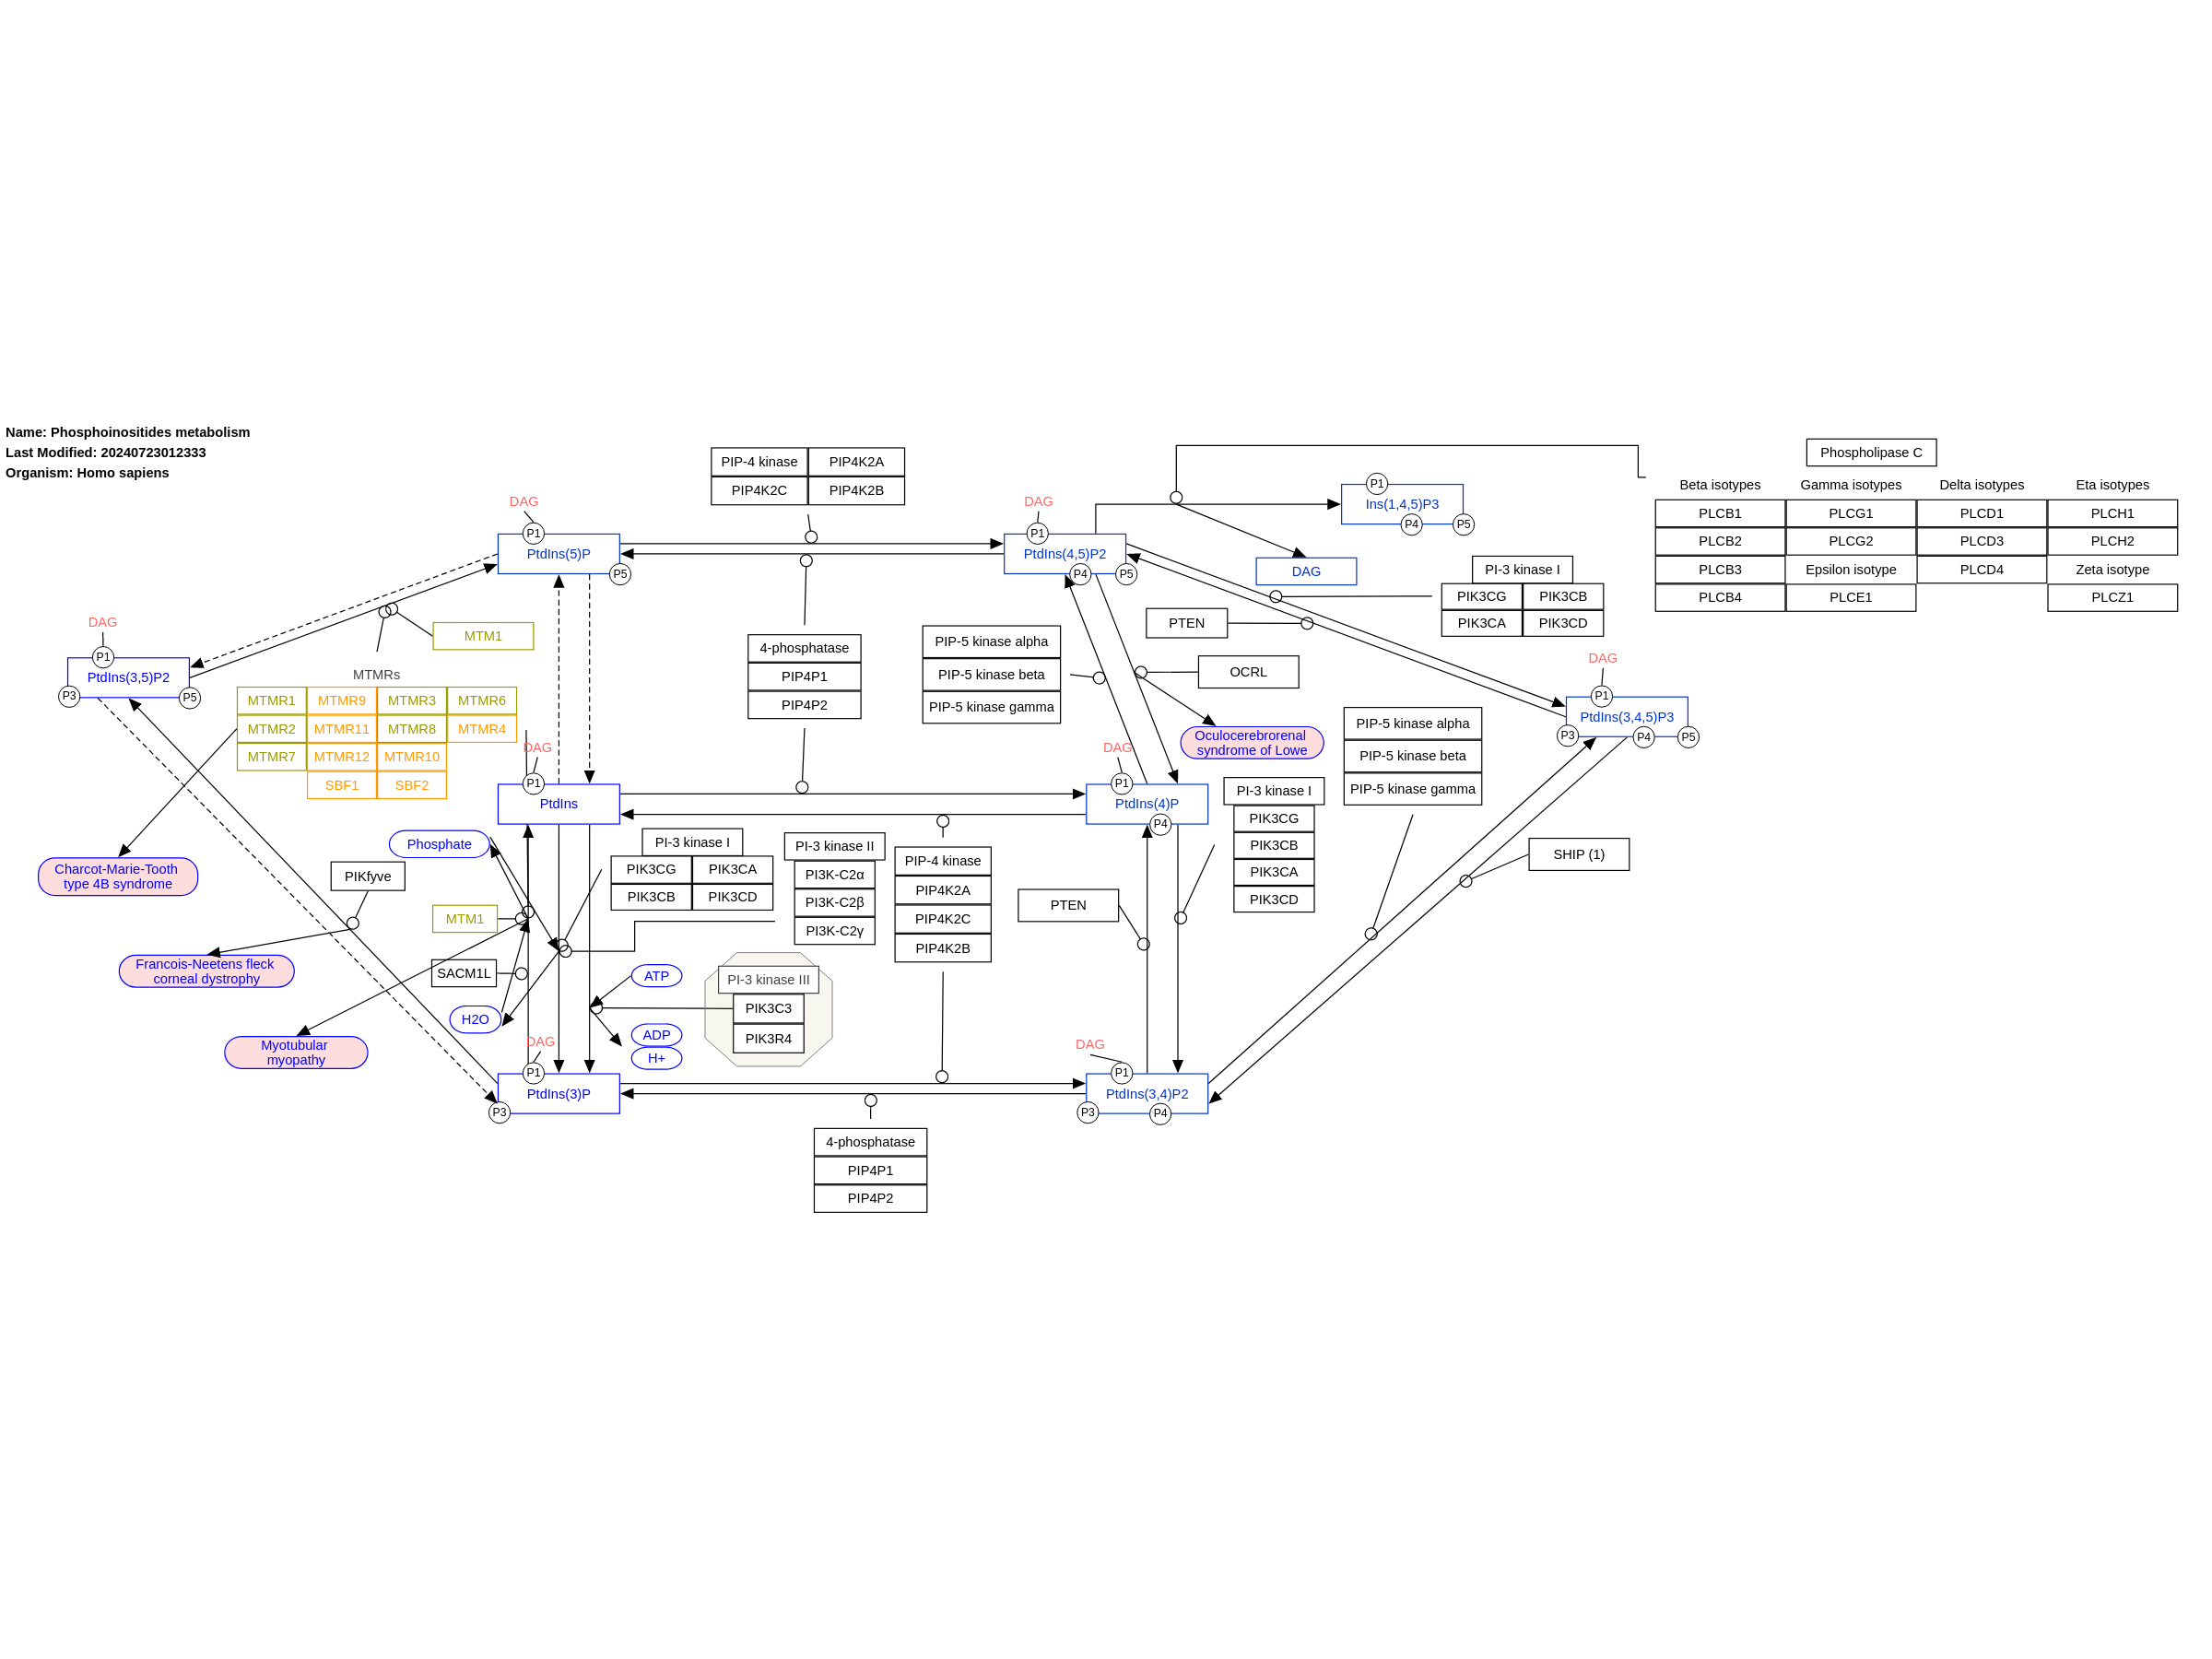 Name: Phosphoinositides metabolism
Last Modified: 20240723012333
Organism: Homo sapiens
Phospholipase C
Beta isotypes
Gamma isotypes
Delta isotypes
Eta isotypes
PLCB1
PLCG1
PLCD1
PLCH1
PLCB2
PLCG2
PLCD3
PLCH2
PLCB3
Epsilon isotype
PLCD4
Zeta isotype
PLCB4
PLCE1
PLCZ1
PIP-4 kinase
PIP4K2A
PIP4K2C
PIP4K2B
DAG
P1
PtdIns(5)P
P5
DAG
P1
PtdIns(4,5)P2
P4
P5
P1
Ins(1,4,5)P3
P4
P5
DAG
PI-3 kinase I
PIK3CG
PIK3CB
PIK3CA
PIK3CD
PTEN
MTM1
DAG
P1
PtdIns(3,5)P2
P3
P5
4-phosphatase
PIP4P1
PIP4P2
PIP-5 kinase alpha
PIP-5 kinase beta
PIP-5 kinase gamma
OCRL
Oculocerebrorenal
syndrome of Lowe
DAG
P1
PtdIns(3,4,5)P3
P3
P4
P5
MTMRs
MTMR1
MTMR9
MTMR3
MTMR6
MTMR2
MTMR11
MTMR8
MTMR4
MTMR7
MTMR12
MTMR10
SBF1
SBF2
PIP-5 kinase alpha
PIP-5 kinase beta
PIP-5 kinase gamma
DAG
P1
PtdIns
DAG
P1
PtdIns(4)P
P4
PI-3 kinase I
PIK3CG
PIK3CB
PIK3CA
PIK3CD
SHIP (1)
Phosphate
Charcot-Marie-Tooth
type 4B syndrome
PIKfyve
PI-3 kinase I
PIK3CG
PIK3CA
PIK3CB
PIK3CD
PI-3 kinase II
PI3K-C2α
PI3K-C2β
PI3K-C2γ
PIP-4 kinase
PIP4K2A
PIP4K2C
PIP4K2B
PTEN
MTM1
SACM1L
Francois-Neetens fleck
corneal dystrophy
H2O
Myotubular
myopathy
ATP
ADP
H+
PI-3 kinase III
PIK3C3
PIK3R4
DAG
P1
PtdIns(3)P
P3
DAG
P1
PtdIns(3,4)P2
P3
P4
4-phosphatase
PIP4P1
PIP4P2